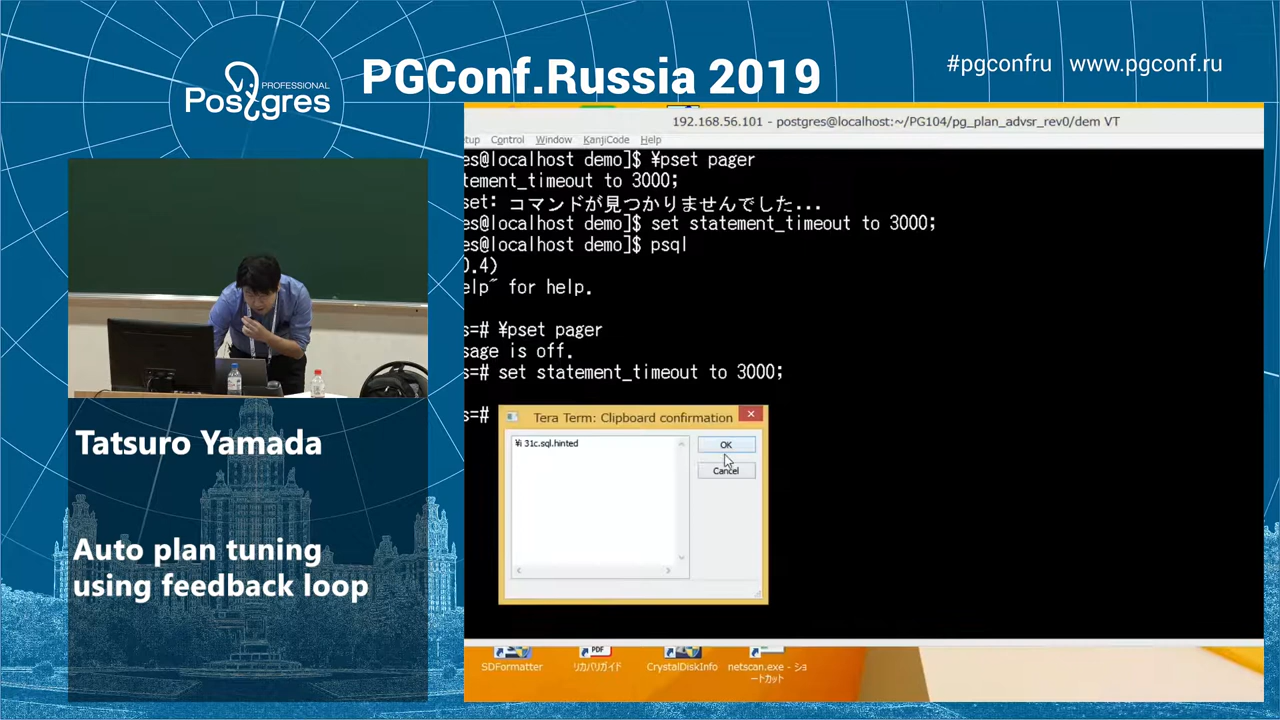 PROFESSIONAL
Postgres
PGConf.Russia 2019
#pgconfru www.pgconf.ru
192.168.56.101 - postgres@localhost:~/PG104/pg_plan_advsr_rev0/dem VT
etup Control Window KanjiCode Help
es@localhost demo]$ ¥pset pager
tement_timeout to 3000;
set: コマンドが見つかりませんでした...
es@localhost demo]$ set statement_timeout to 3000;
es@localhost demo]$ psql
0.4)
elp" for help.
s=# ¥pset pager
sage is off.
s=# set statement_timeout to 3000;
s=#
Tera Term: Clipboard confirmation
¥i 31c.sql.hinted
OK
Cancel
SDFormatter
リカバリガイド
CrystalDiskInfo
netscan.exe - ショ
ートカット
PDF
Tatsuro Yamada
Auto plan tuning
using feedback loop